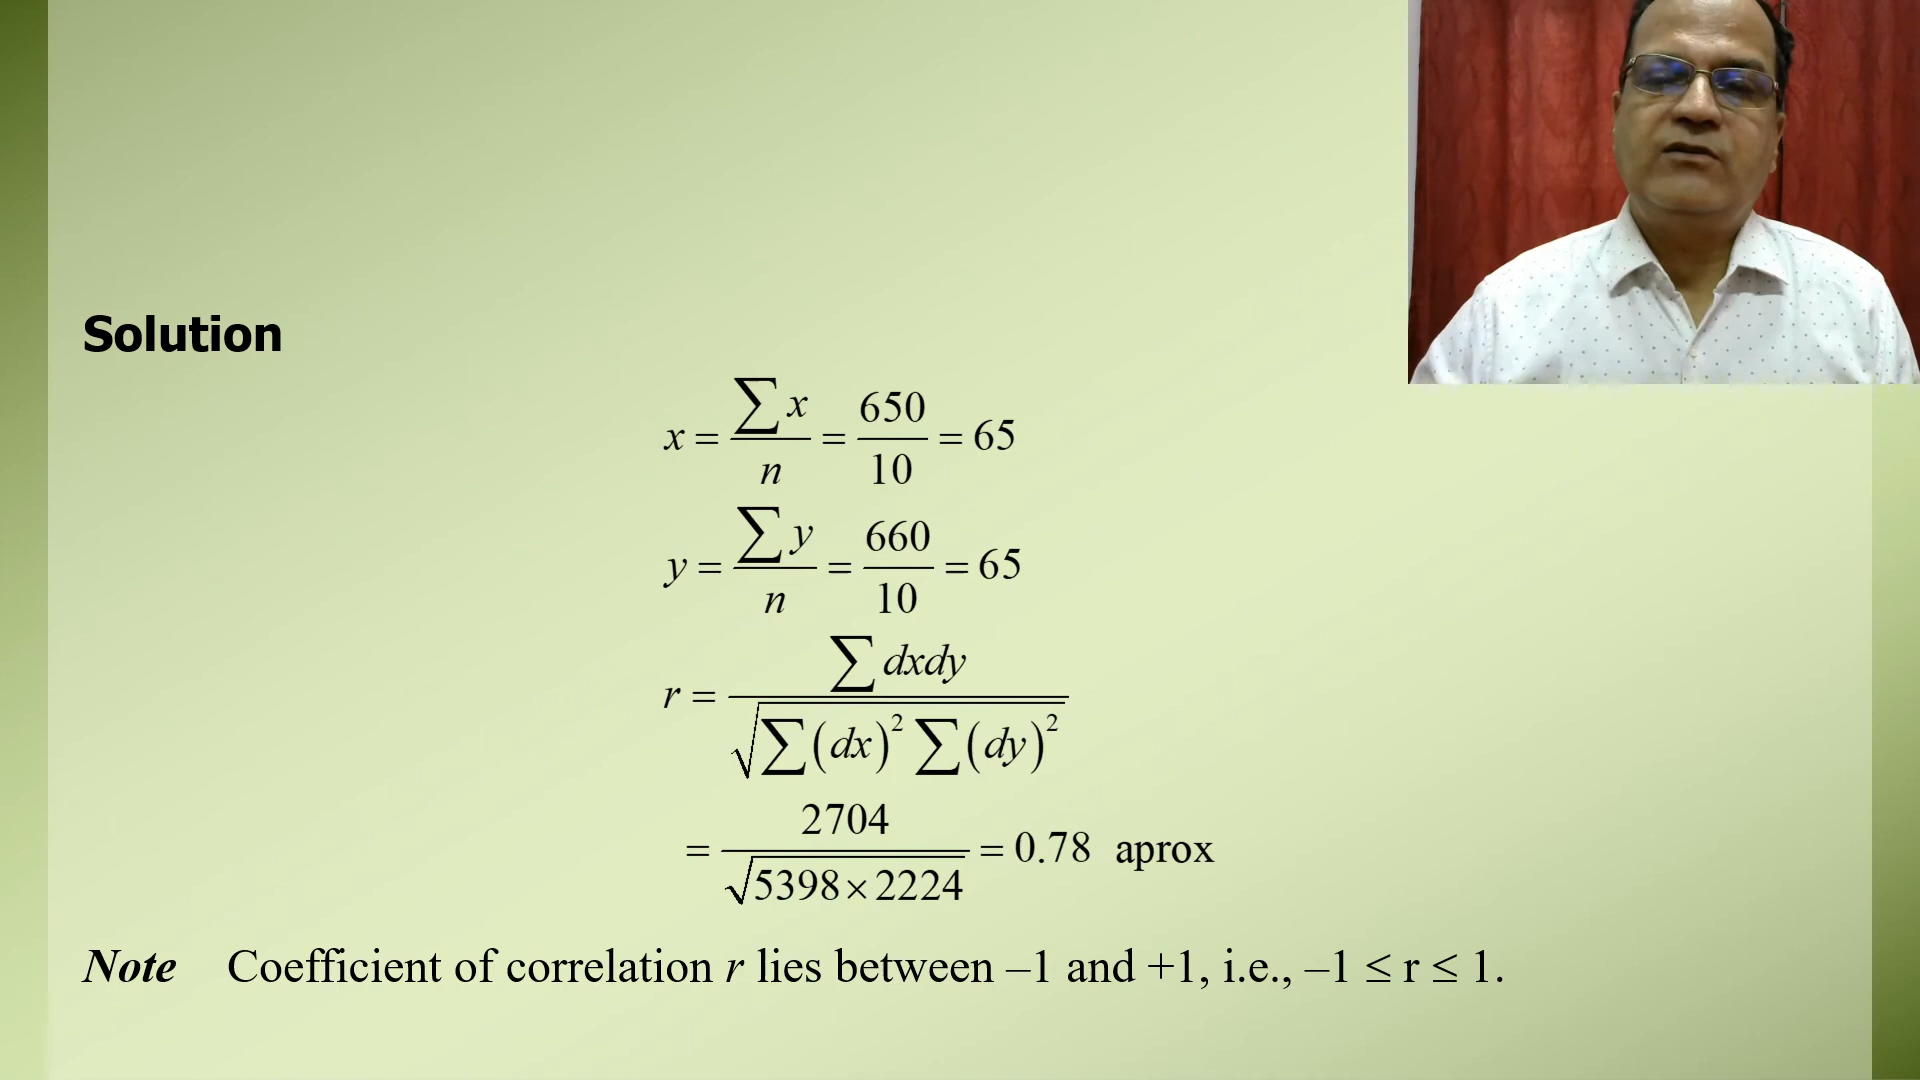 Solution
x = ∑x / n = 650 / 10 = 65
y = ∑y / n = 660 / 10 = 65
r = ∑dxdy / √∑(dx)² ∑(dy)²
= 2704 / √5398×2224 = 0.78 aprox
Note Coefficient of correlation r lies between –1 and +1, i.e., –1 ≤ r ≤ 1.